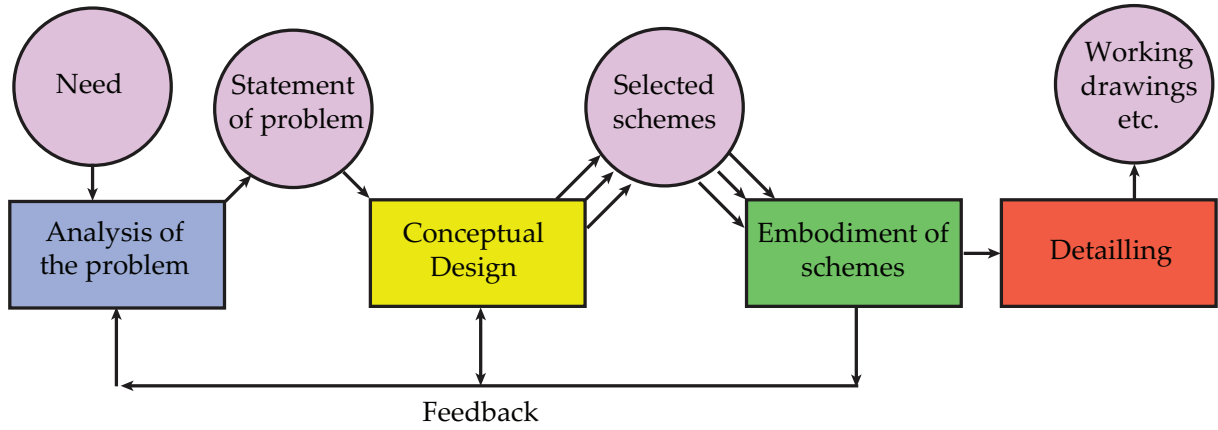 Need
Statement
of problem
Selected
schemes
Working
drawings
etc.
Analysis of
the problem
Conceptual
Design
Embodiment of
schemes
Detailling
Feedback